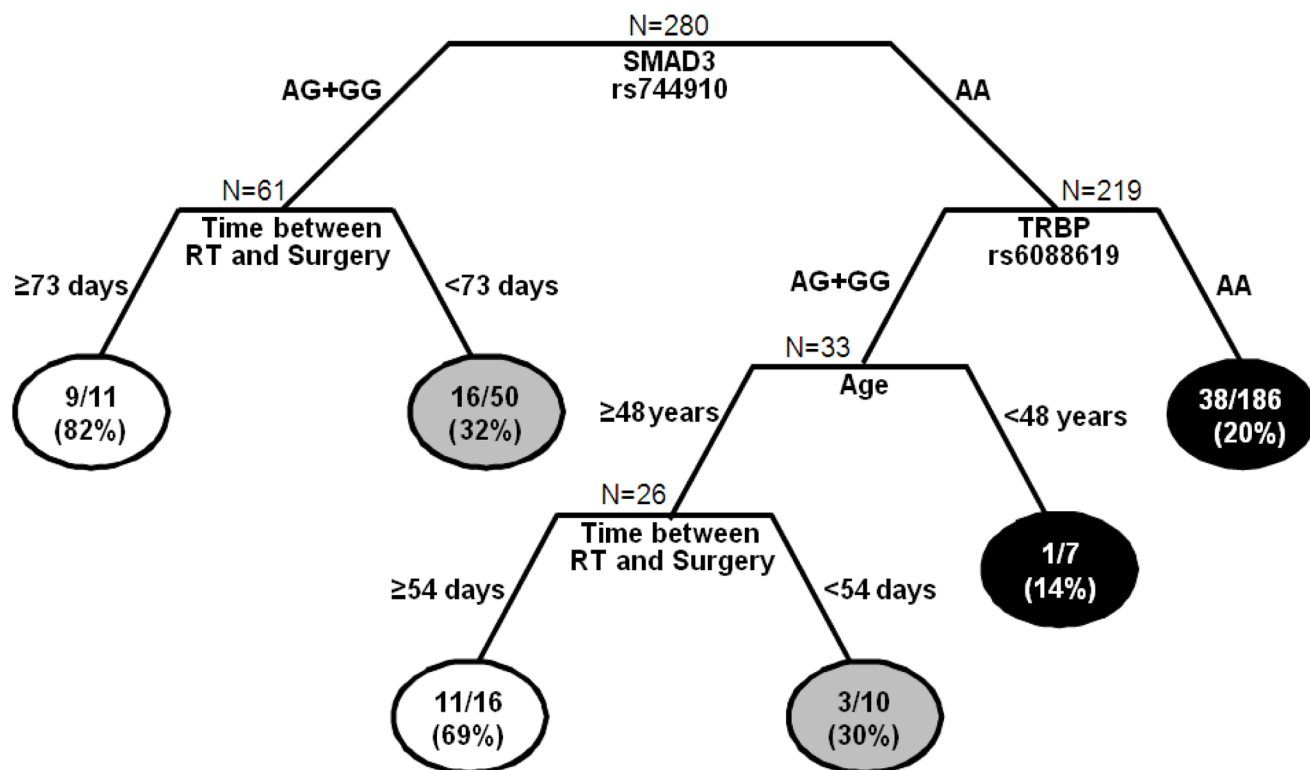 N=280
SMAD3
rs744910
AG+GG
AA
N=61
Time between
RT and Surgery
N=219
TRBP
rs6088619
≥73 days
<73 days
AG+GG
AA
9/11
(82%)
16/50
(32%)
N=33
Age
38/186
(20%)
≥48 years
<48 years
N=26
Time between
RT and Surgery
1/7
(14%)
≥54 days
<54 days
11/16
(69%)
3/10
(30%)